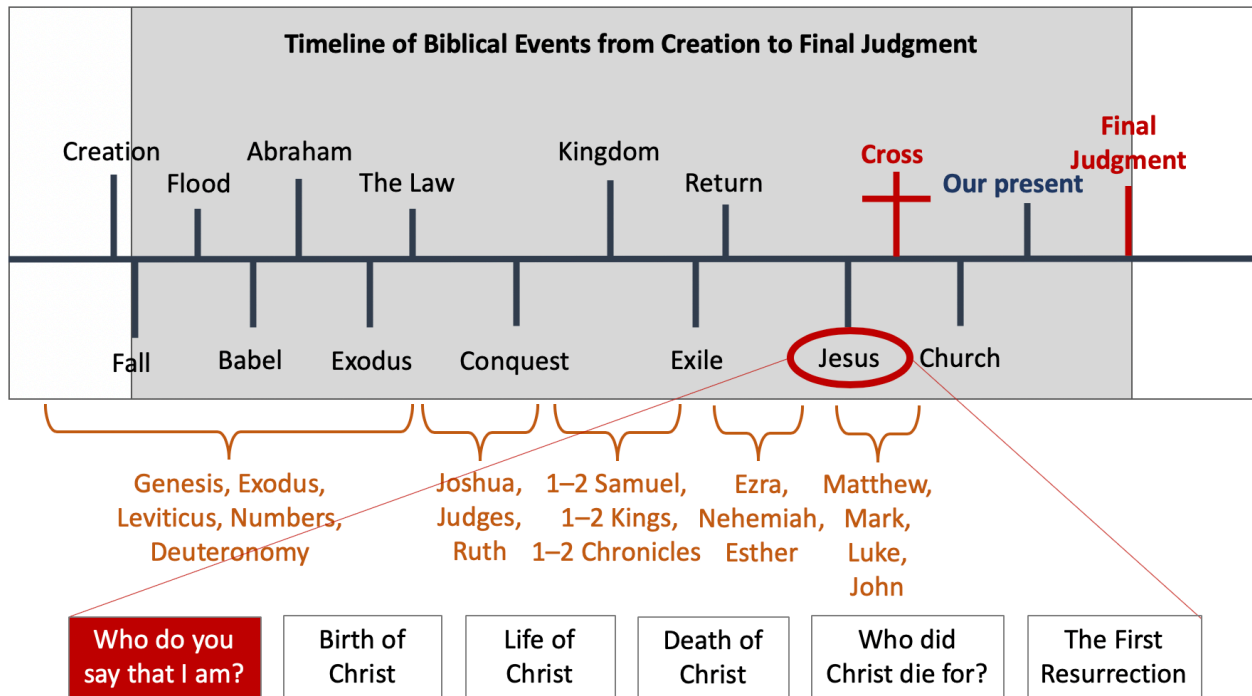 Timeline of Biblical Events from Creation to Final Judgment
Creation
Flood
Abraham
The Law
Kingdom
Return
Cross
Our present
Final
Judgment
Fall
Babel
Exodus
Conquest
Exile
Jesus
Church
Genesis, Exodus,
Leviticus, Numbers,
Deuteronomy
Joshua,
Judges,
Ruth
1–2 Samuel,
1–2 Kings,
1–2 Chronicles
Ezra,
Nehemiah,
Esther
Matthew,
Mark,
Luke,
John
Who do you
say that I am?
Birth of
Christ
Life of
Christ
Death of
Christ
Who did
Christ die for?
The First
Resurrection